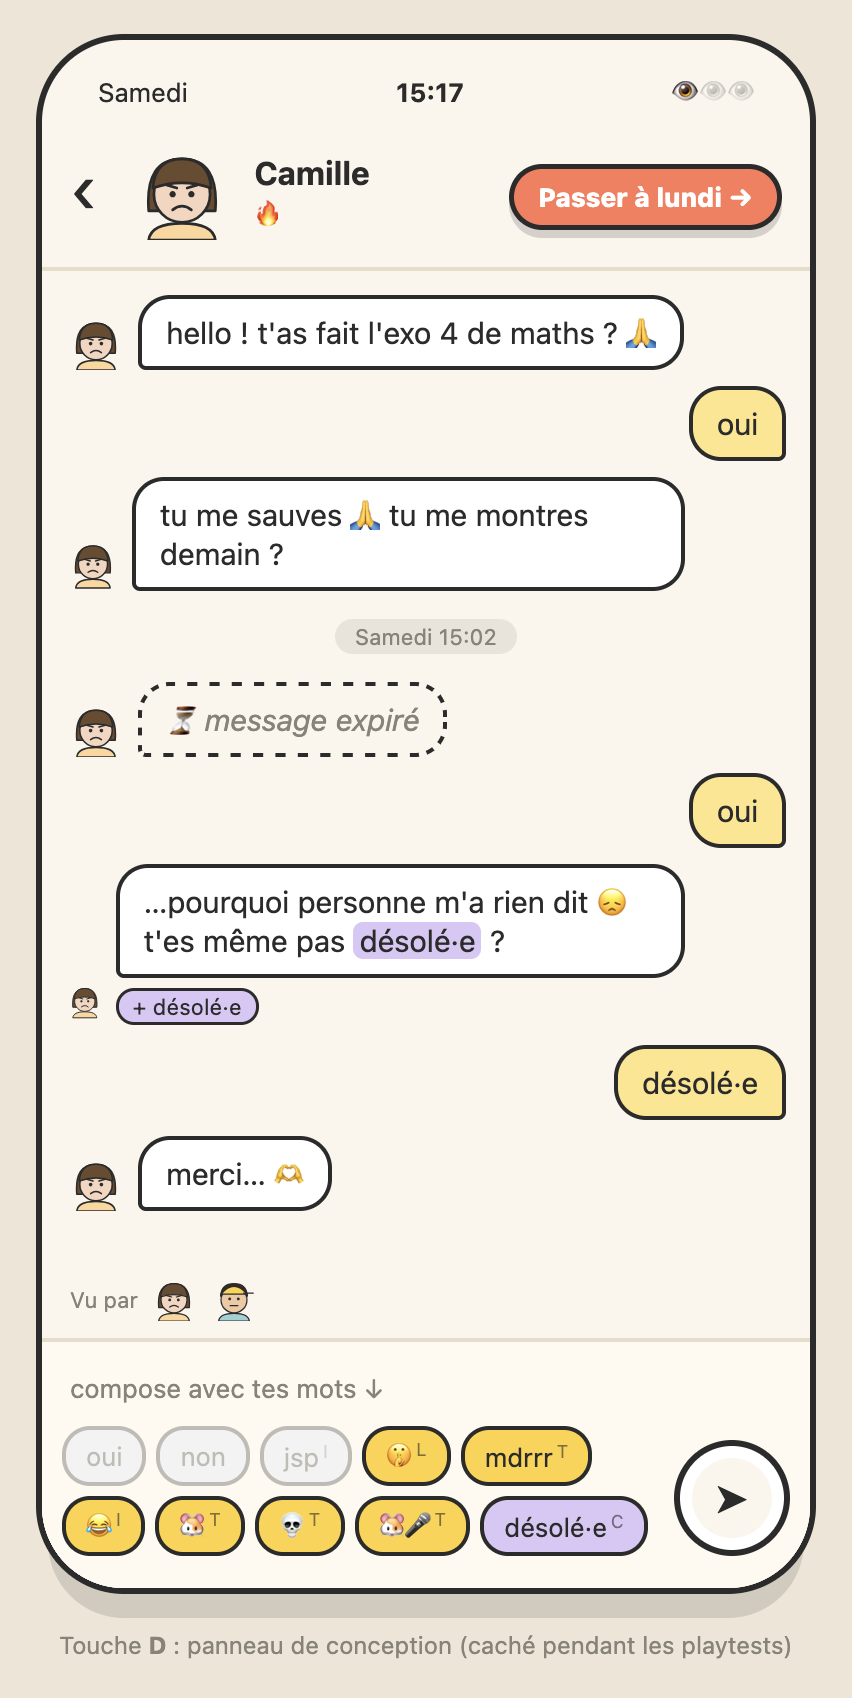 Samedi 15:17
Camille
🔥
Passer à lundi →
hello ! t'as fait l'exo 4 de maths ? 🙏
oui
tu me sauves 🙏 tu me montres
demain ?
Samedi 15:02
⏳ message expiré
oui
...pourquoi personne m'a rien dit 😞
t'es même pas désolé·e ?
+ désolé·e
désolé·e
merci... 🫶
Vu par
compose avec tes mots ↓
oui non jsp I 🤫 L mdrrr T
😂 I 🐹 T 💀 T 🐹🎤 T désolé·e C
Touche D : panneau de conception (caché pendant les playtests)